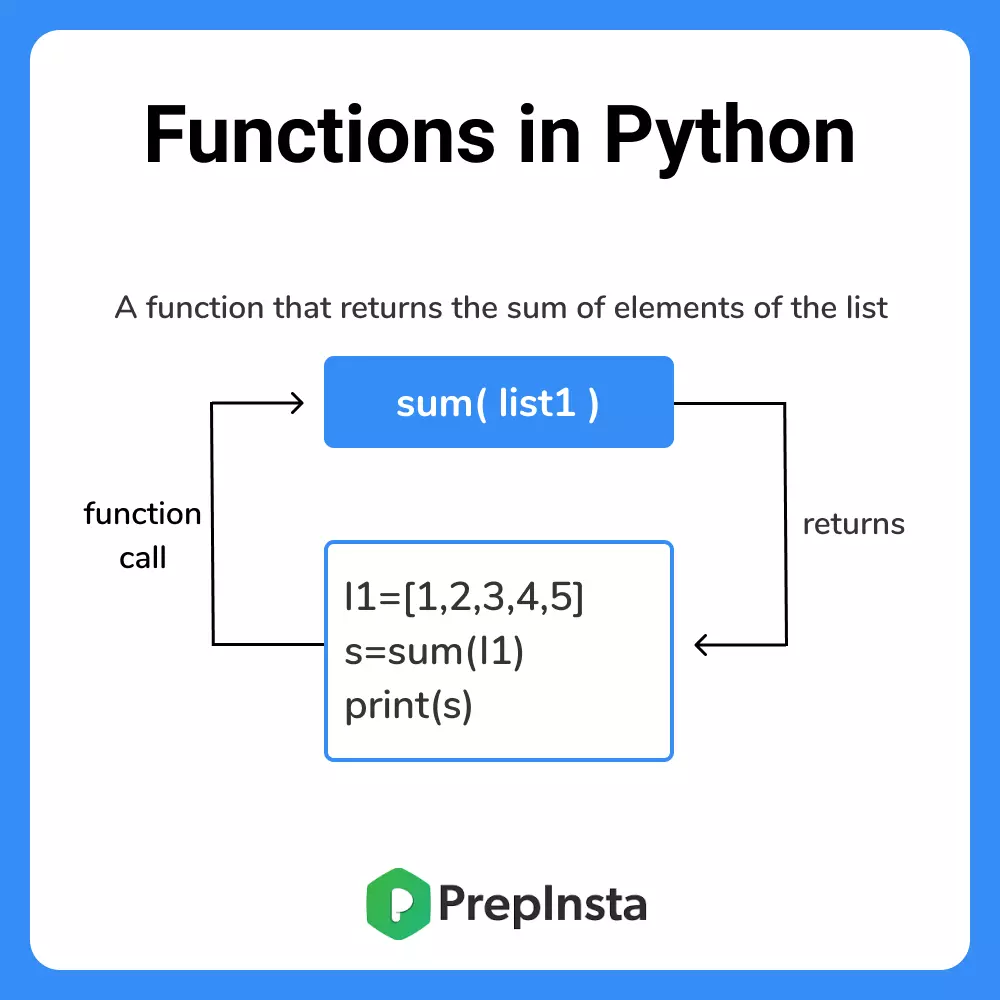 Functions in Python
A function that returns the sum of elements of the list
sum( list1 )
function
call
returns
l1=[1,2,3,4,5]
s=sum(l1)
print(s)
PrepInsta